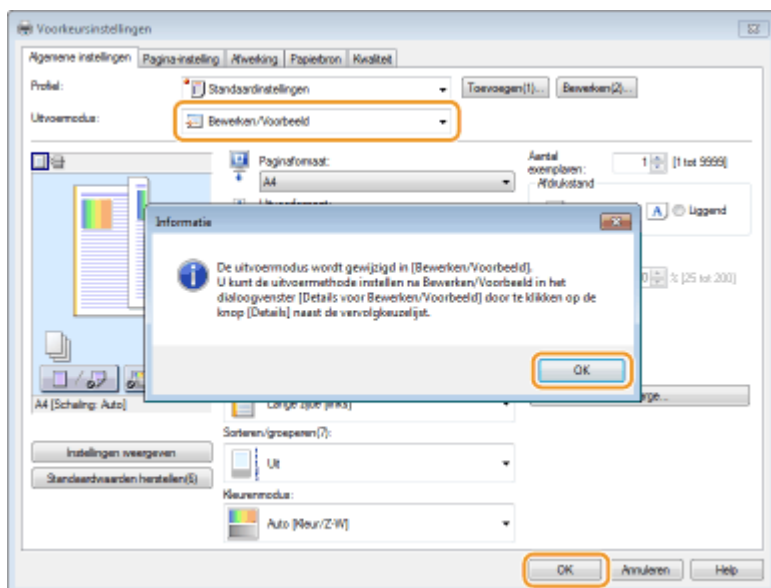 Voorkeursinstellingen
Algemene instellingen Pagina-instelling Afwerking Papierbron Kwaliteit
Profiel: Standaardinstellingen Toevoegen(1)... Bewerken(2)...
Uitvoermodus: Bewerken/Voorbeeld
Paginaformaat:
A4
Aantal exemplaren: 1 [1 tot 9999]
Afdrukstand
A Liggend
Informatie
De uitvoermodus wordt gewijzigd in [Bewerken/Voorbeeld].
U kunt de uitvoermethode instellen na Bewerken/Voorbeeld in het
dialoogvenster [Details voor Bewerken/Voorbeeld] door te klikken op de
knop [Details] naast de vervolgkeuzelijst.
OK
% [25 tot 200]
A4 [Schaling: Auto]
Lange zijde [links]
Instellingen weergeven
Standaardwaarden herstellen(5)
Sorteren/groeperen(7):
Uit
Kleurenmodus:
Auto [Kleur/Z-W]
OK Annuleren Help